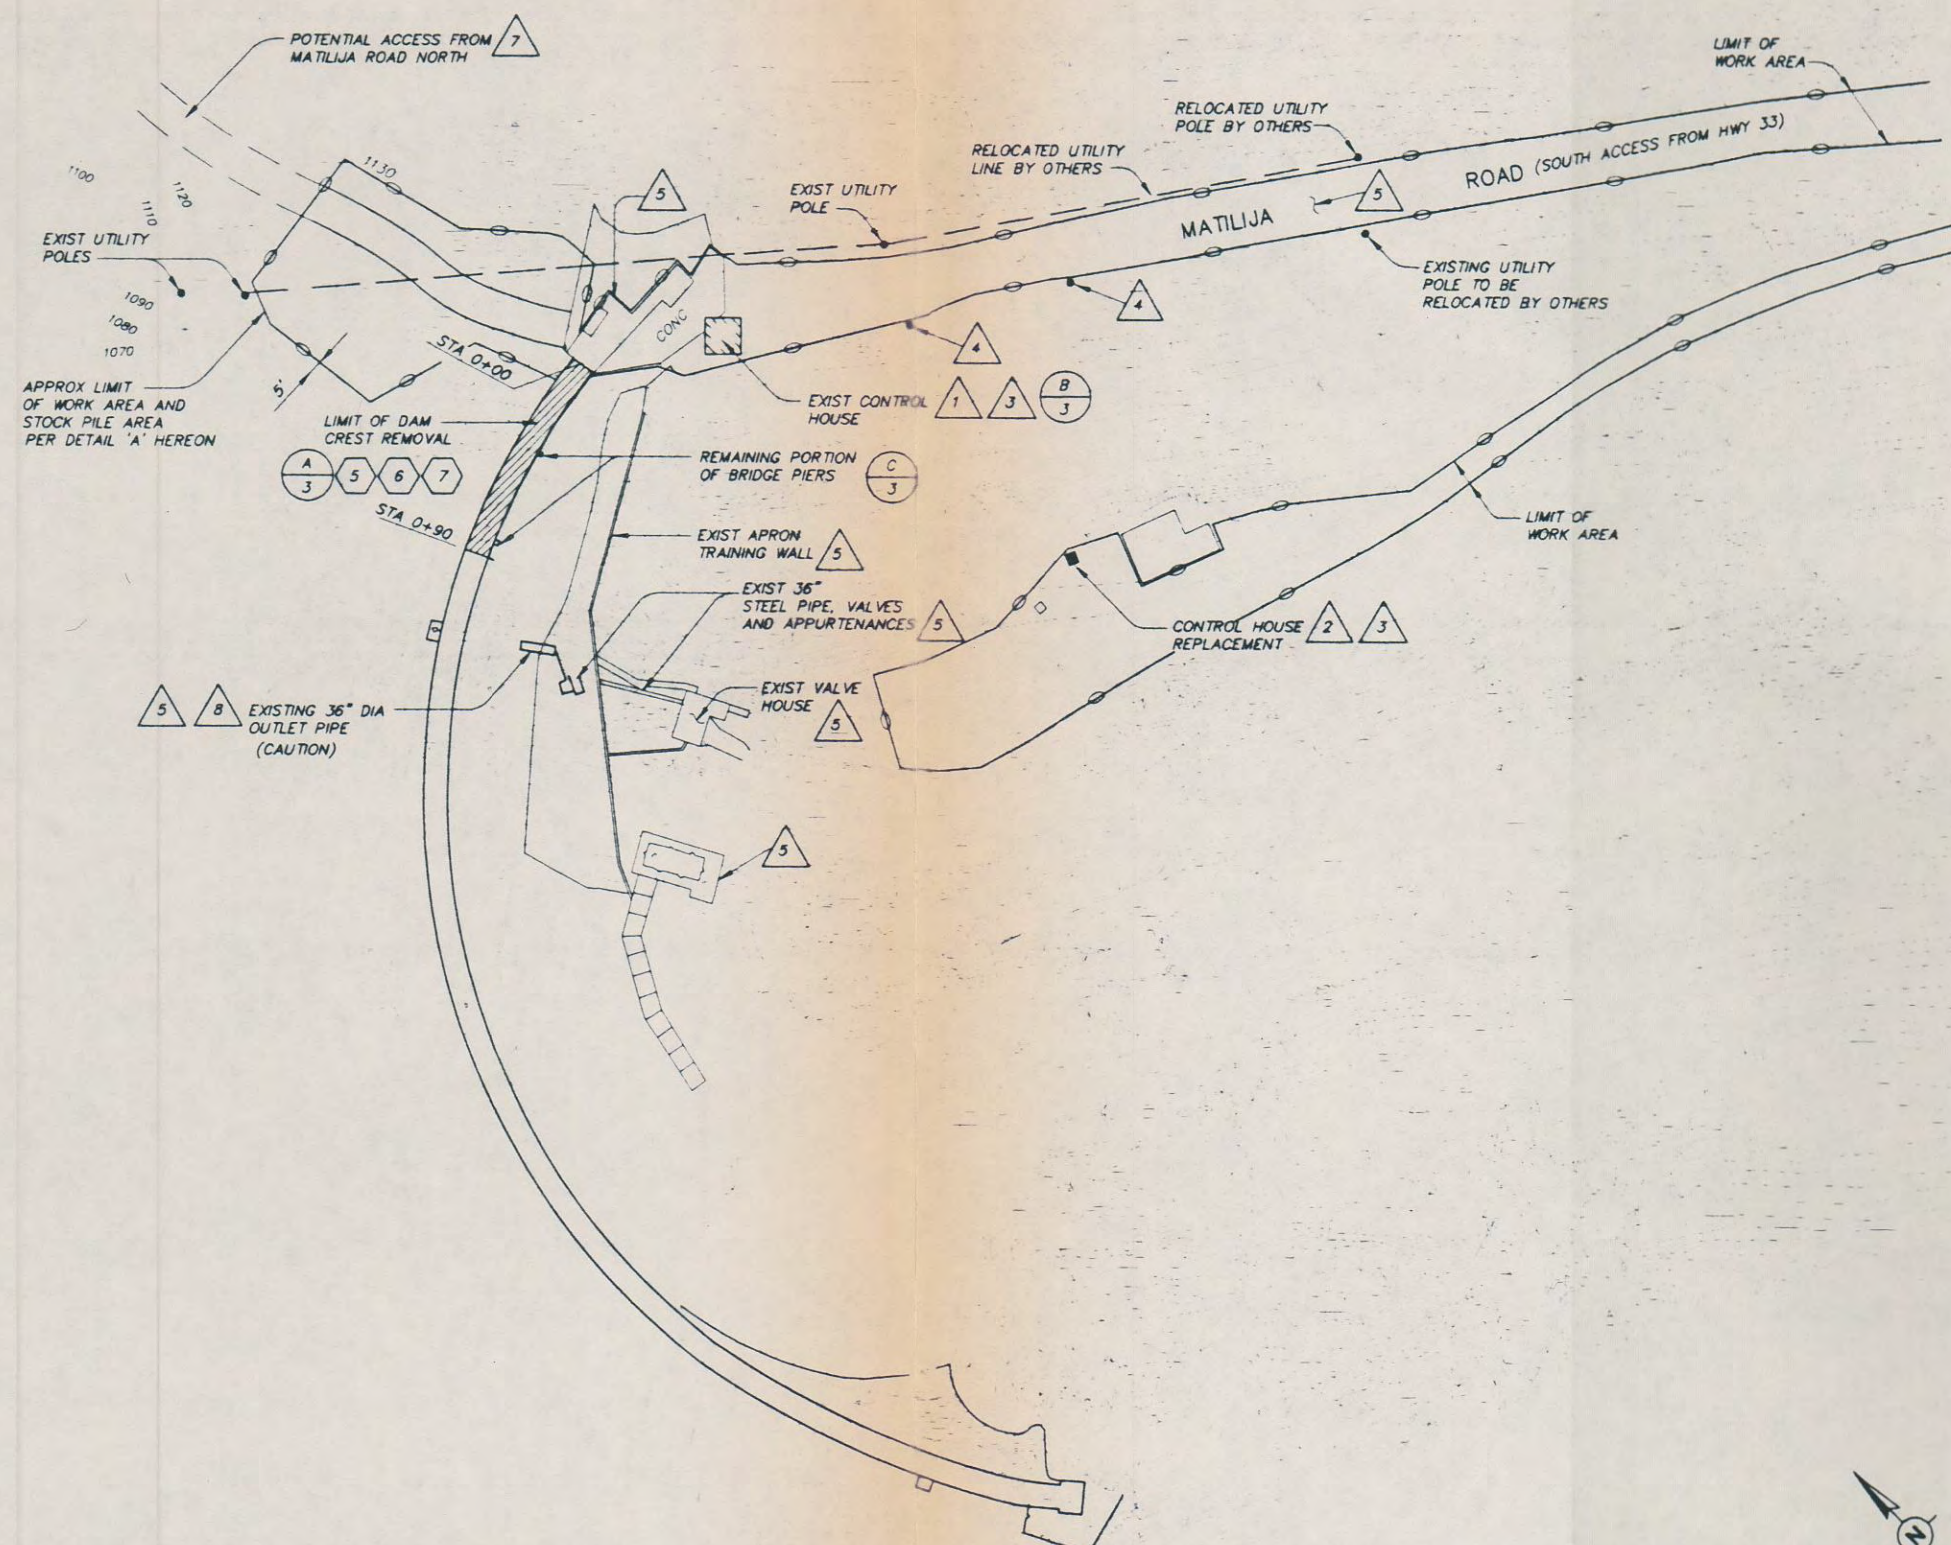 POTENTIAL ACCESS FROM 7
MATILIJA ROAD NORTH
LIMIT OF
WORK AREA
RELOCATED UTILITY
POLE BY OTHERS
RELOCATED UTILITY
LINE BY OTHERS
ROAD (SOUTH ACCESS FROM HWY 33)
MATILIJA
5
5
EXIST UTILITY
POLE
1100
1110
1120
1130
EXIST UTILITY
POLES
1090
1080
1070
EXISTING UTILITY
POLE TO BE
RELOCATED BY OTHERS
4
4
CONC
STA 0+00
5'
APPROX LIMIT
OF WORK AREA AND
STOCK PILE AREA
PER DETAIL 'A' HEREON
EXIST CONTROL
HOUSE
1 3 B
3
LIMIT OF DAM
CREST REMOVAL
A
3
5 6 7
REMAINING PORTION
OF BRIDGE PIERS
C
3
STA 0+90
EXIST APRON
TRAINING WALL 5
LIMIT OF
WORK AREA
EXIST 36"
STEEL PIPE, VALVES
AND APPURTENANCES 5
CONTROL HOUSE 2 3
REPLACEMENT
EXIST VALVE
HOUSE
5
5 8 EXISTING 36" DIA
OUTLET PIPE
(CAUTION)
5
N